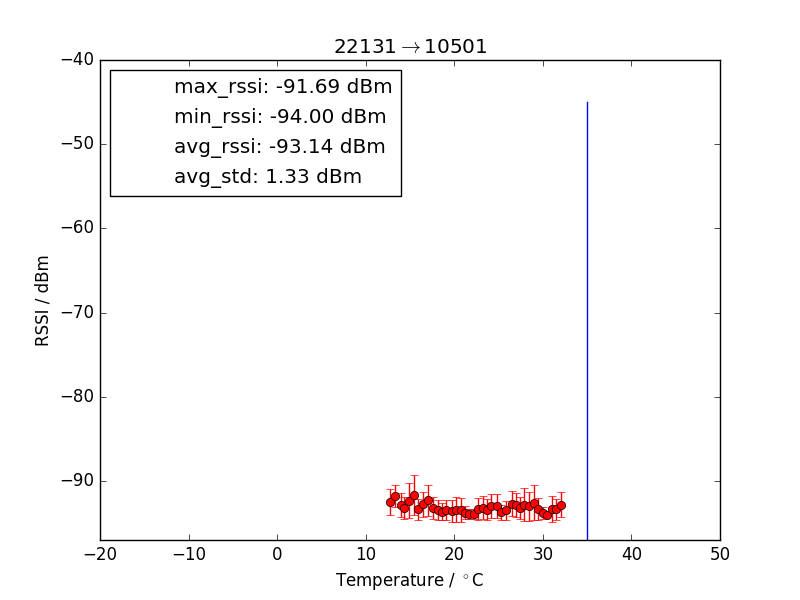 22131→10501
max_rssi: -91.69 dBm
min_rssi: -94.00 dBm
avg_rssi: -93.14 dBm
avg_std: 1.33 dBm
RSSI / dBm
−40
−50
−60
−70
−80
−90
−20 −10 0 10 20 30 40 50
Temperature / °C